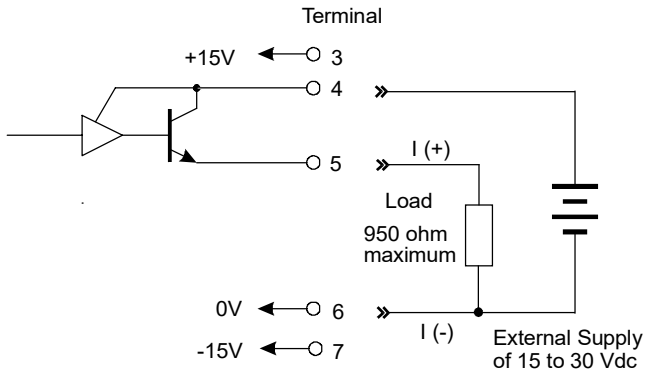 Terminal
+15V 3
4
5
I (+)
Load
950 ohm
maximum
0V 6
I (-)
-15V 7
External Supply
of 15 to 30 Vdc